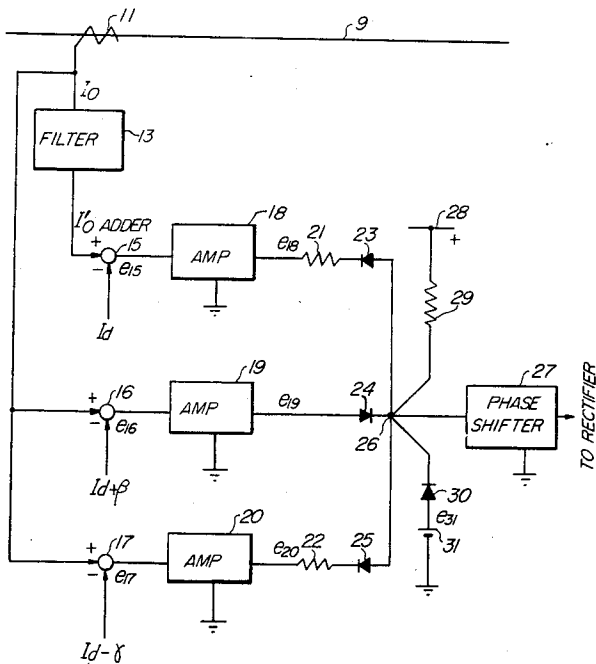 11
9
I0
FILTER
13
I'0 ADDER
+
15
-
e15
Id
18
AMP
e18
21
23
28
+
29
16
+
-
e16
Id+β
19
AMP
e19
24
26
27
PHASE
SHIFTER
TO RECTIFIER
17
+
-
e17
Id-γ
20
AMP
e20
22
25
30
e31
31